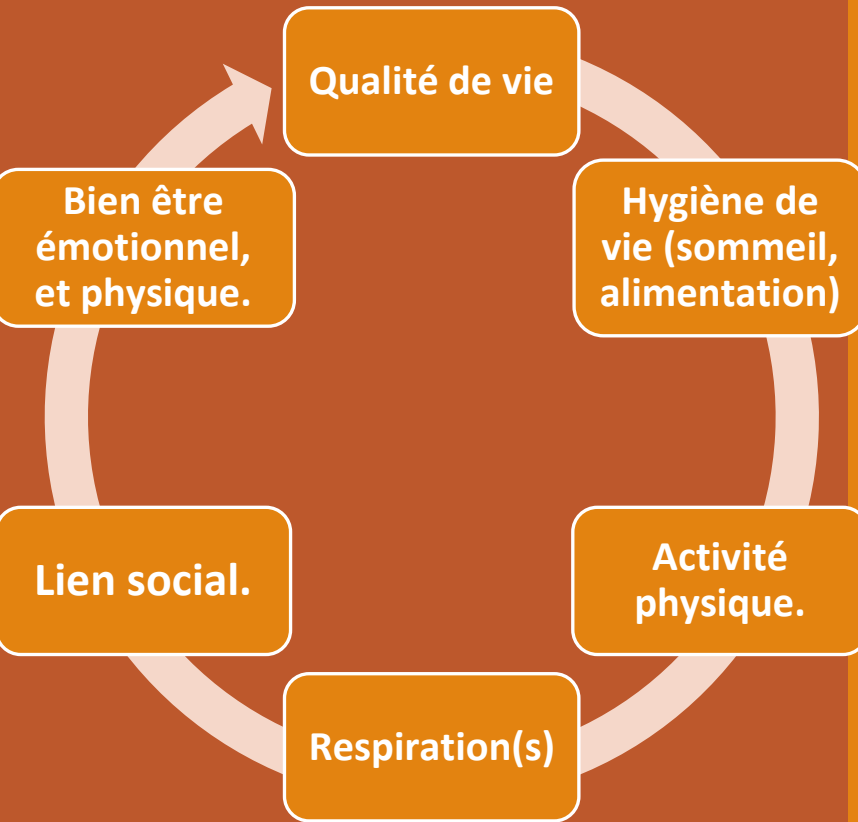 Qualité de vie
Hygiène de
vie (sommeil,
alimentation)
Activité
physique.
Respiration(s)
Lien social.
Bien être
émotionnel,
et physique.